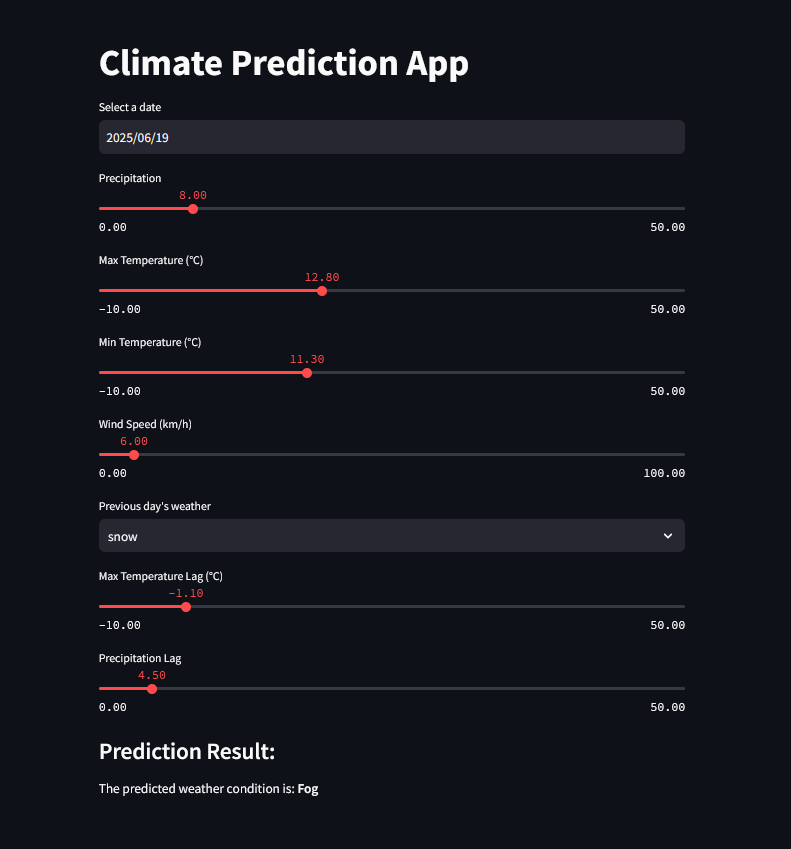 Climate Prediction App
Select a date
2025/06/19
Precipitation
8.00
0.00 50.00
Max Temperature (°C)
12.80
−10.00 50.00
Min Temperature (°C)
11.30
−10.00 50.00
Wind Speed (km/h)
6.00
0.00 100.00
Previous day's weather
snow
Max Temperature Lag (°C)
−1.10
−10.00 50.00
Precipitation Lag
4.50
0.00 50.00
Prediction Result:
The predicted weather condition is: Fog